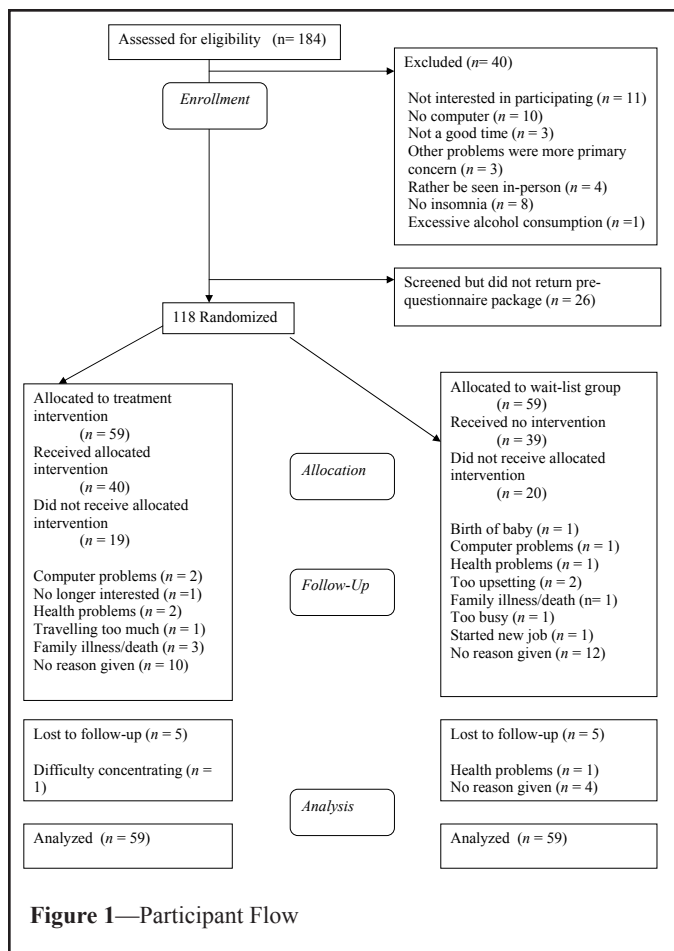 Assessed for eligibility (n= 184)
Excluded (n= 40)
Not interested in participating (n = 11)
No computer (n = 10)
Not a good time (n = 3)
Other problems were more primary
concern (n = 3)
Rather be seen in-person (n = 4)
No insomnia (n = 8)
Excessive alcohol consumption (n =1)
Enrollment
Screened but did not return pre-
questionnaire package (n = 26)
118 Randomized
Allocated to treatment
intervention
(n = 59)
Received allocated
intervention
(n = 40)
Did not receive allocated
intervention
(n = 19)
Computer problems (n = 2)
No longer interested (n =1)
Health problems (n = 2)
Travelling too much (n = 1)
Family illness/death (n = 3)
No reason given (n = 10)
Allocation
Follow-Up
Allocated to wait-list group
(n = 59)
Received no intervention
(n = 39)
Did not receive allocated
intervention
(n = 20)
Birth of baby (n = 1)
Computer problems (n = 1)
Health problems (n = 1)
Too upsetting (n = 2)
Family illness/death (n= 1)
Too busy (n = 1)
Started new job (n = 1)
No reason given (n = 12)
Lost to follow-up (n = 5)
Difficulty concentrating (n =
1)
Lost to follow-up (n = 5)
Health problems (n = 1)
No reason given (n = 4)
Analysis
Analyzed (n = 59)
Analyzed (n = 59)
Figure 1—Participant Flow